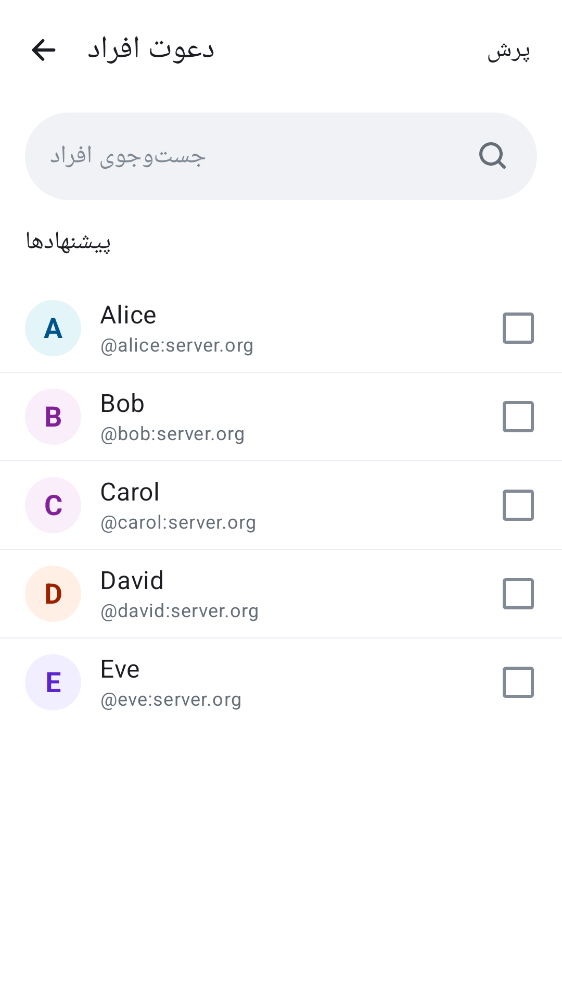 دعوت افراد
پرش
جست‌وجوی افراد
پیشنهادها
A
Alice
@alice:server.org
B
Bob
@bob:server.org
C
Carol
@carol:server.org
D
David
@david:server.org
E
Eve
@eve:server.org